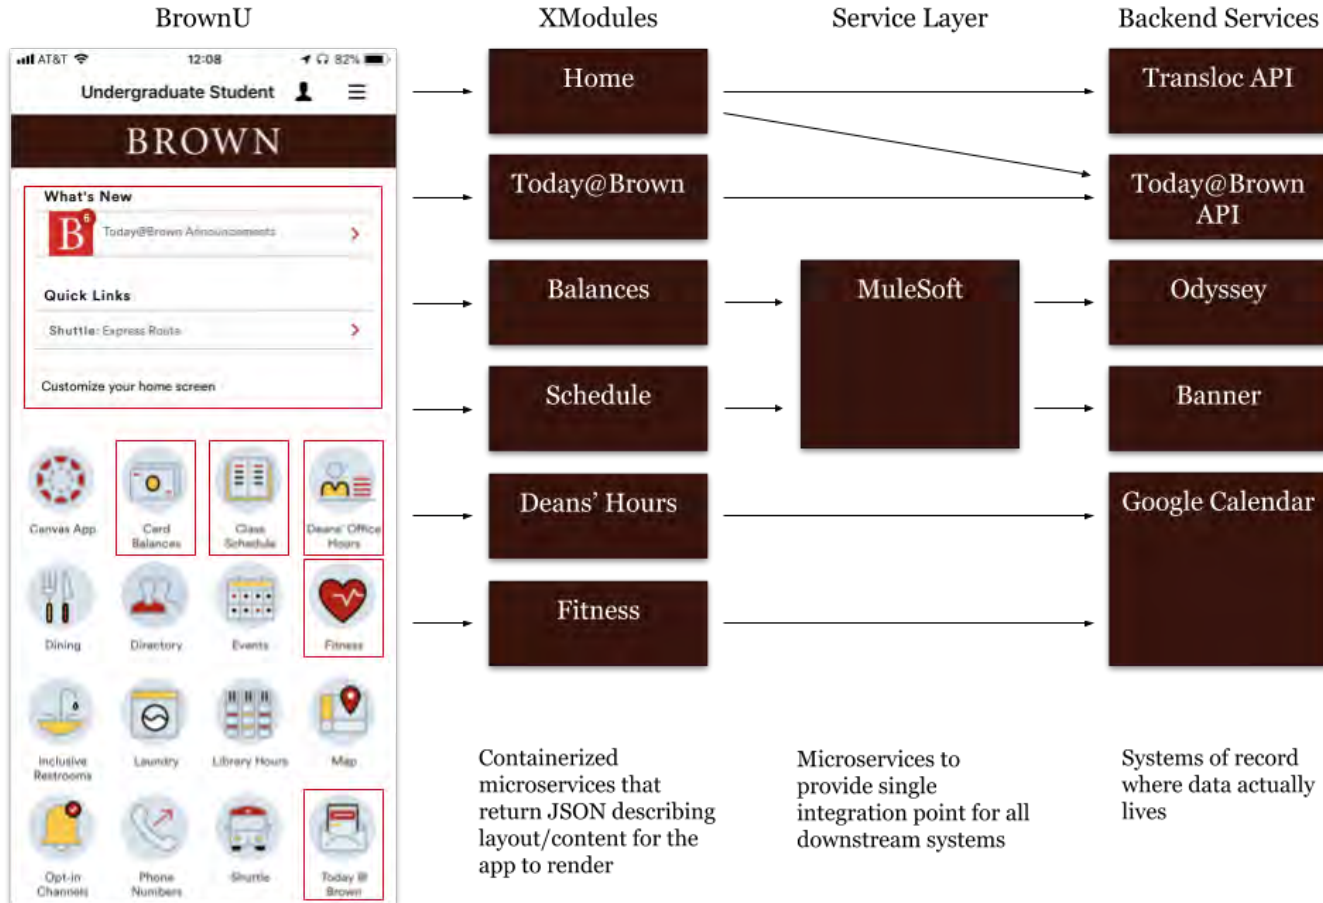 BrownU
XModules
Service Layer
Backend Services
AT&T
12:08
82%
Undergraduate Student
BROWN
What's New
B
6
Today@Brown Announcements
Quick Links
Shuttle: Express Route
Customize your home screen
Canvas App
Card
Balances
Class
Schedule
Deans' Office
Hours
Dining
Directory
Events
Fitness
Inclusive
Restrooms
Laundry
Library Hours
Map
Opt-in
Channels
Phone
Numbers
Shuttle
Today @
Brown
Home
Today@Brown
Balances
Schedule
Deans’ Hours
Fitness
Containerized
microservices that
return JSON describing
layout/content for the
app to render
MuleSoft
Microservices to
provide single
integration point for all
downstream systems
Transloc API
Today@Brown
API
Odyssey
Banner
Google Calendar
Systems of record
where data actually
lives